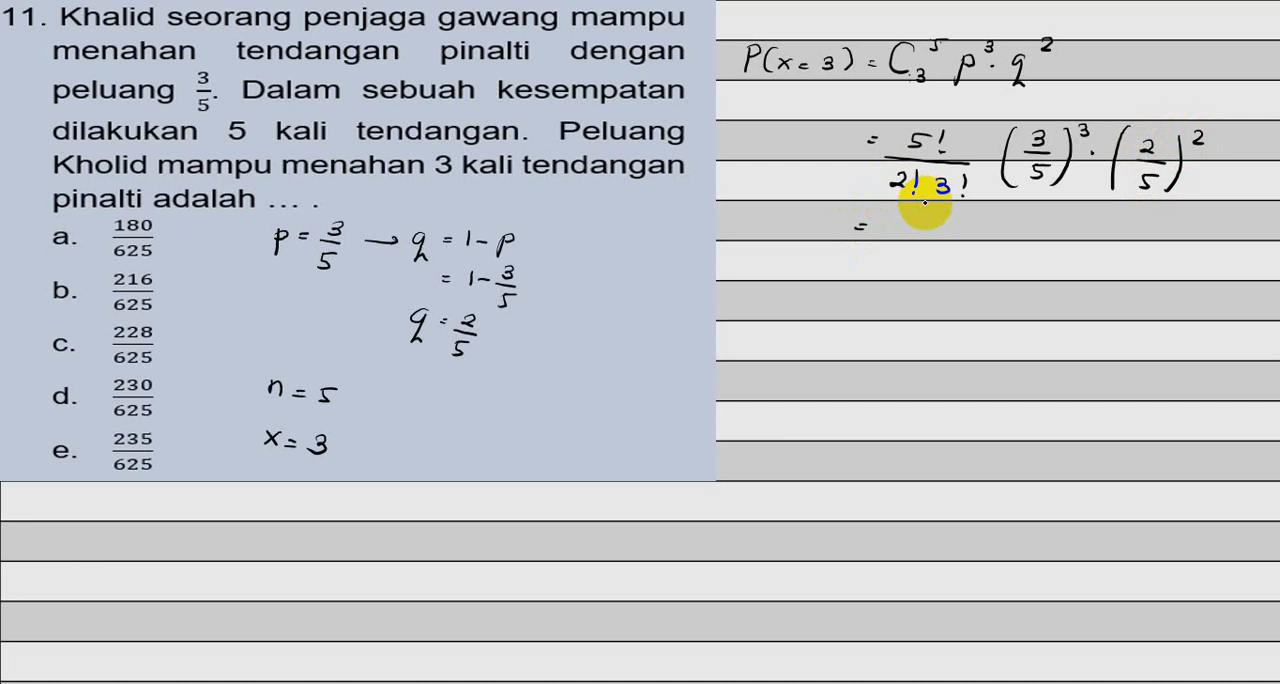 11. Khalid seorang penjaga gawang mampu
menahan tendangan pinalti dengan
peluang 3/5. Dalam sebuah kesempatan
dilakukan 5 kali tendangan. Peluang
Kholid mampu menahan 3 kali tendangan
pinalti adalah ... .
a. 180/625
b. 216/625
c. 228/625
d. 230/625
e. 235/625
p = 3/5 → q = 1 - p
= 1 - 3/5
q = 2/5
n = 5
x = 3
P(x = 3) = C₃⁵ p³ . q²
= 5!/(2! 3!) (3/5)³ . (2/5)²
=